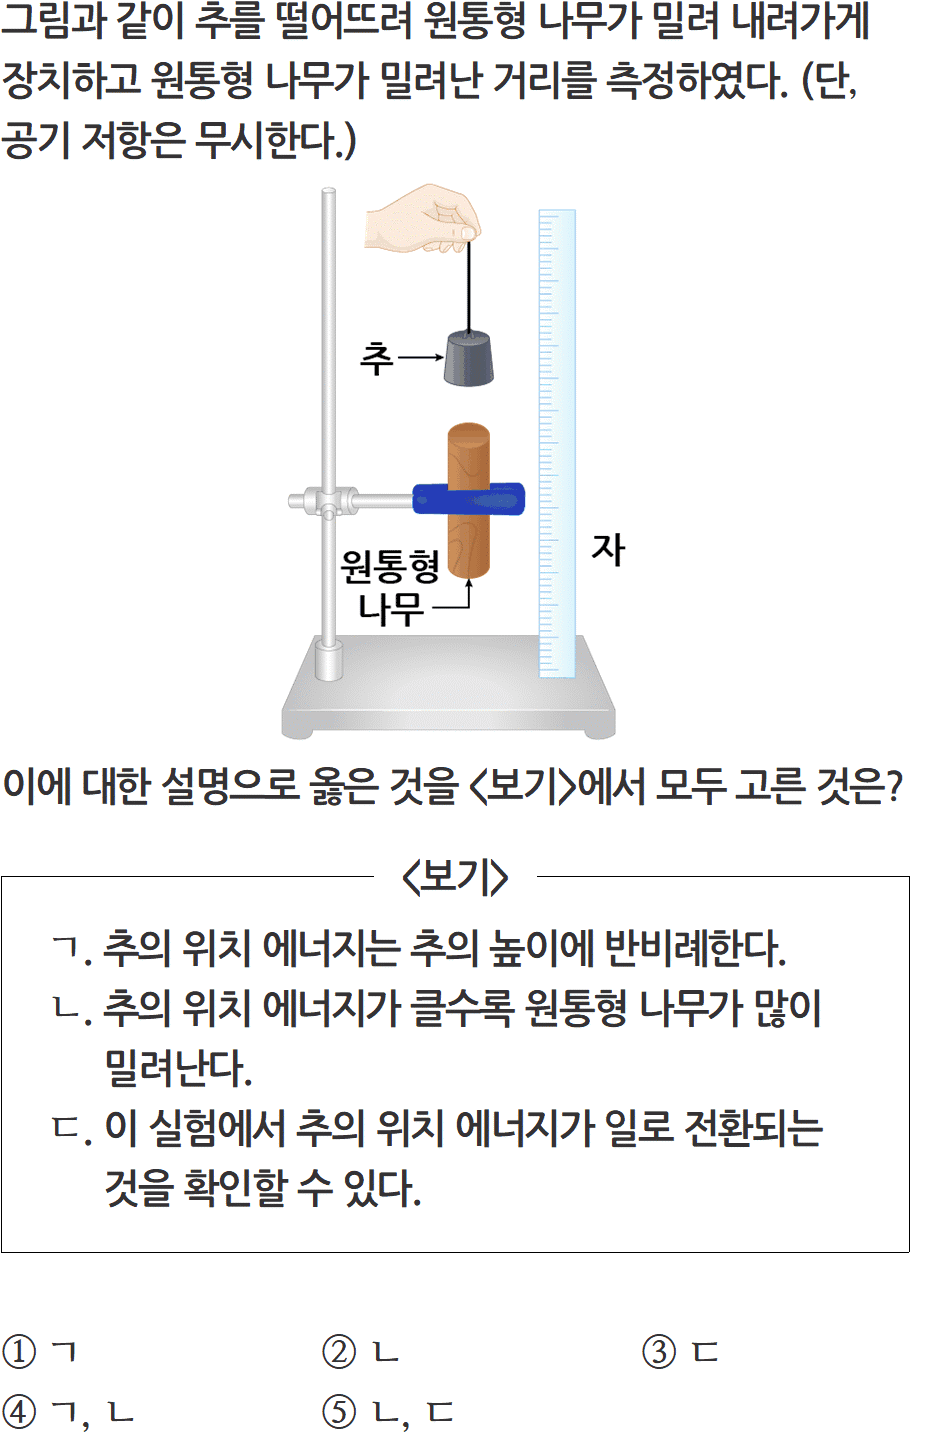 그림과 같이 추를 떨어뜨려 원통형 나무가 밀려 내려가게
장치하고 원통형 나무가 밀려난 거리를 측정하였다. (단,
공기 저항은 무시한다.)
추
자
원통형
나무
이에 대한 설명으로 옳은 것을 <보기>에서 모두 고른 것은?
<보기>
ㄱ. 추의 위치 에너지는 추의 높이에 반비례한다.
ㄴ. 추의 위치 에너지가 클수록 원통형 나무가 많이
밀려난다.
ㄷ. 이 실험에서 추의 위치 에너지가 일로 전환되는
것을 확인할 수 있다.
① ㄱ ② ㄴ ③ ㄷ
④ ㄱ, ㄴ ⑤ ㄴ, ㄷ